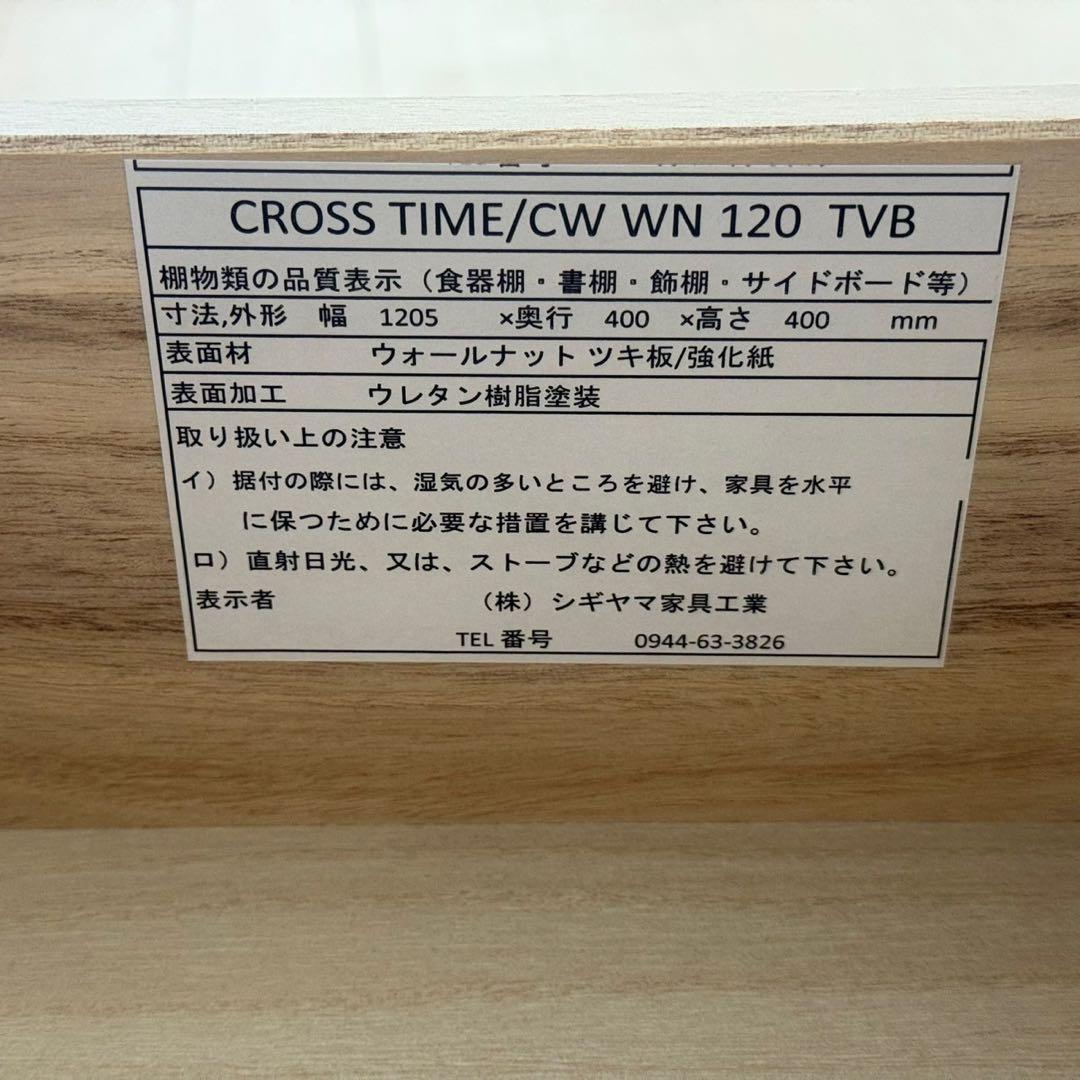 CROSS TIME/CW WN 120 TVB
棚物類の品質表示（食器棚・書棚・飾棚・サイドボード等）
寸法,外形 幅 1205 ×奥行 400 ×高さ 400 mm
表面材 ウォールナット ツキ板/強化紙
表面加工 ウレタン樹脂塗装
取り扱い上の注意
イ）据付の際には、湿気の多いところを避け、家具を水平
に保つために必要な措置を講じて下さい。
ロ）直射日光、又は、ストーブなどの熱を避けて下さい。
表示者 （株）シギヤマ家具工業
TEL 番号 0944-63-3826